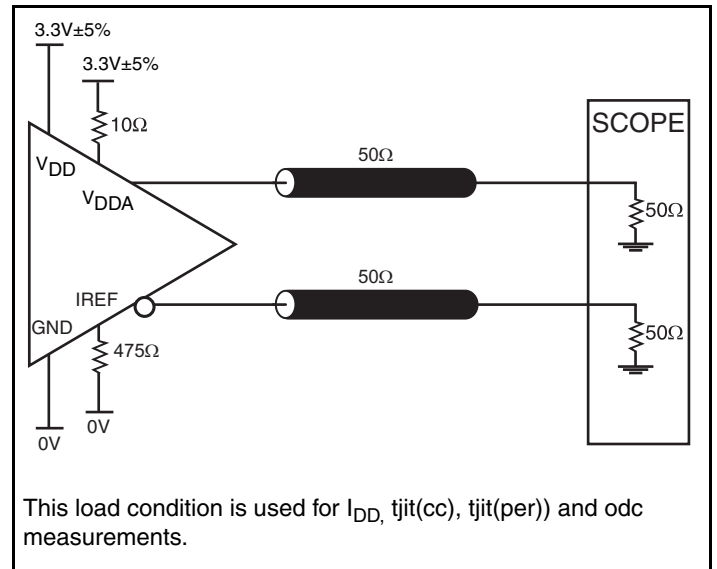 3.3V±5%
3.3V±5%
10Ω
SCOPE
50Ω
VDD
VDDA
50Ω
50Ω
IREF
GND
50Ω
475Ω
0V
0V
This load condition is used for IDD, tjit(cc), tjit(per)) and odc
measurements.